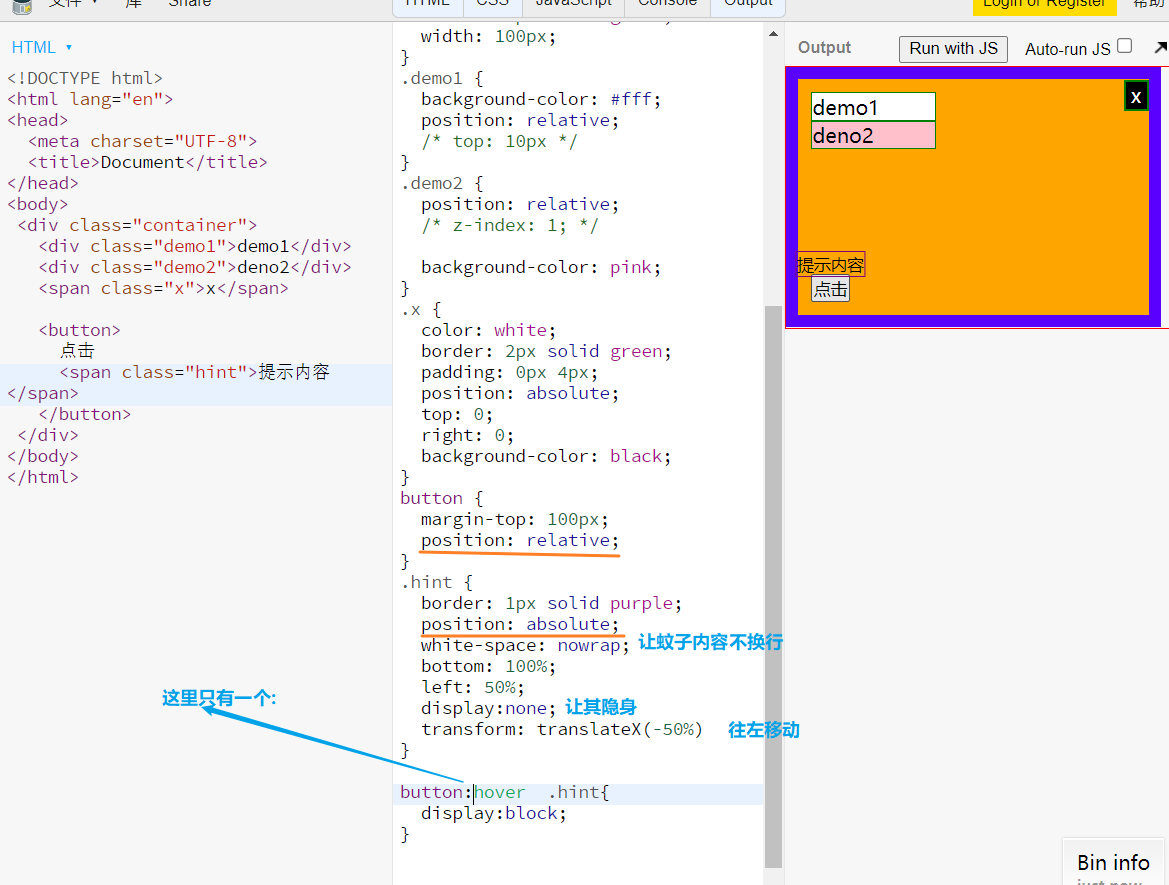 文件 库 Share HTML CSS JavaScript Console Output Login or Register 帮助
HTML
<!DOCTYPE html>
<html lang="en">
<head>
<meta charset="UTF-8">
<title>Document</title>
</head>
<body>
<div class="container">
<div class="demo1">demo1</div>
<div class="demo2">deno2</div>
<span class="x">x</span>
<button>
点击
<span class="hint">提示内容
</span>
</button>
</div>
</body>
</html>
这里只有一个:
width: 100px;
}
.demo1 {
background-color: #fff;
position: relative;
/* top: 10px */
}
.demo2 {
position: relative;
/* z-index: 1; */
background-color: pink;
}
.x {
color: white;
border: 2px solid green;
padding: 0px 4px;
position: absolute;
top: 0;
right: 0;
background-color: black;
}
button {
margin-top: 100px;
position: relative;
}
.hint {
border: 1px solid purple;
position: absolute;
white-space: nowrap; 让蚊子内容不换行
bottom: 100%;
left: 50%;
display:none; 让其隐身
transform: translateX(-50%) 往左移动
}
button:hover .hint{
display:block;
}
Output Run with JS Auto-run JS
demo1
x
deno2
提示内容
点击
Bin info
just now